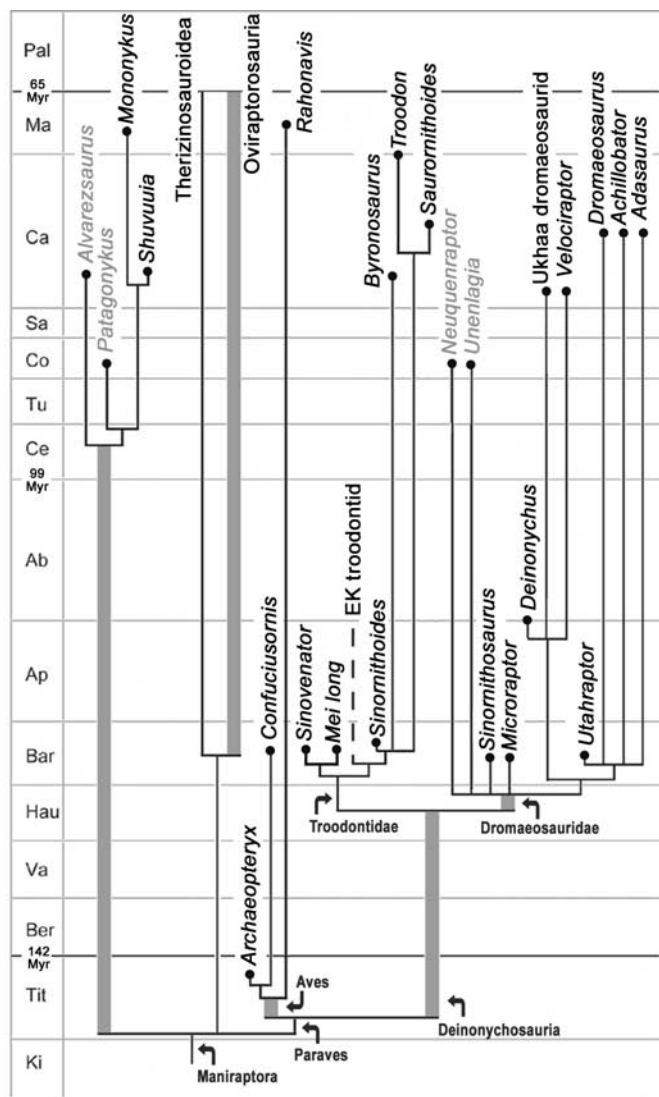 Pal
65
Myr
Ma
Ca
Sa
Co
Tu
Ce
99
Myr
Ab
Ap
Bar
Hau
Va
Ber
142
Myr
Tit
Ki
Alvarezsaurus
Patagonykus
Mononykus
Shuvuuia
Therizinosauroidea
Oviraptorosauria
Rahonavis
Confuciusornis
Archaeopteryx
Sinovenator
Mei long
EK troodontid
Sinornithoides
Byronosaurus
Troodon
Saurornithoides
Neuquenraptor
Unenlagia
Sinornithosaurus
Microraptor
Deinonychus
Ukhaa dromaeosaurid
Velociraptor
Utahraptor
Dromaeosaurus
Achillobator
Adasaurus
Troodontidae
Dromaeosauridae
Aves
Deinonychosauria
Paraves
Maniraptora